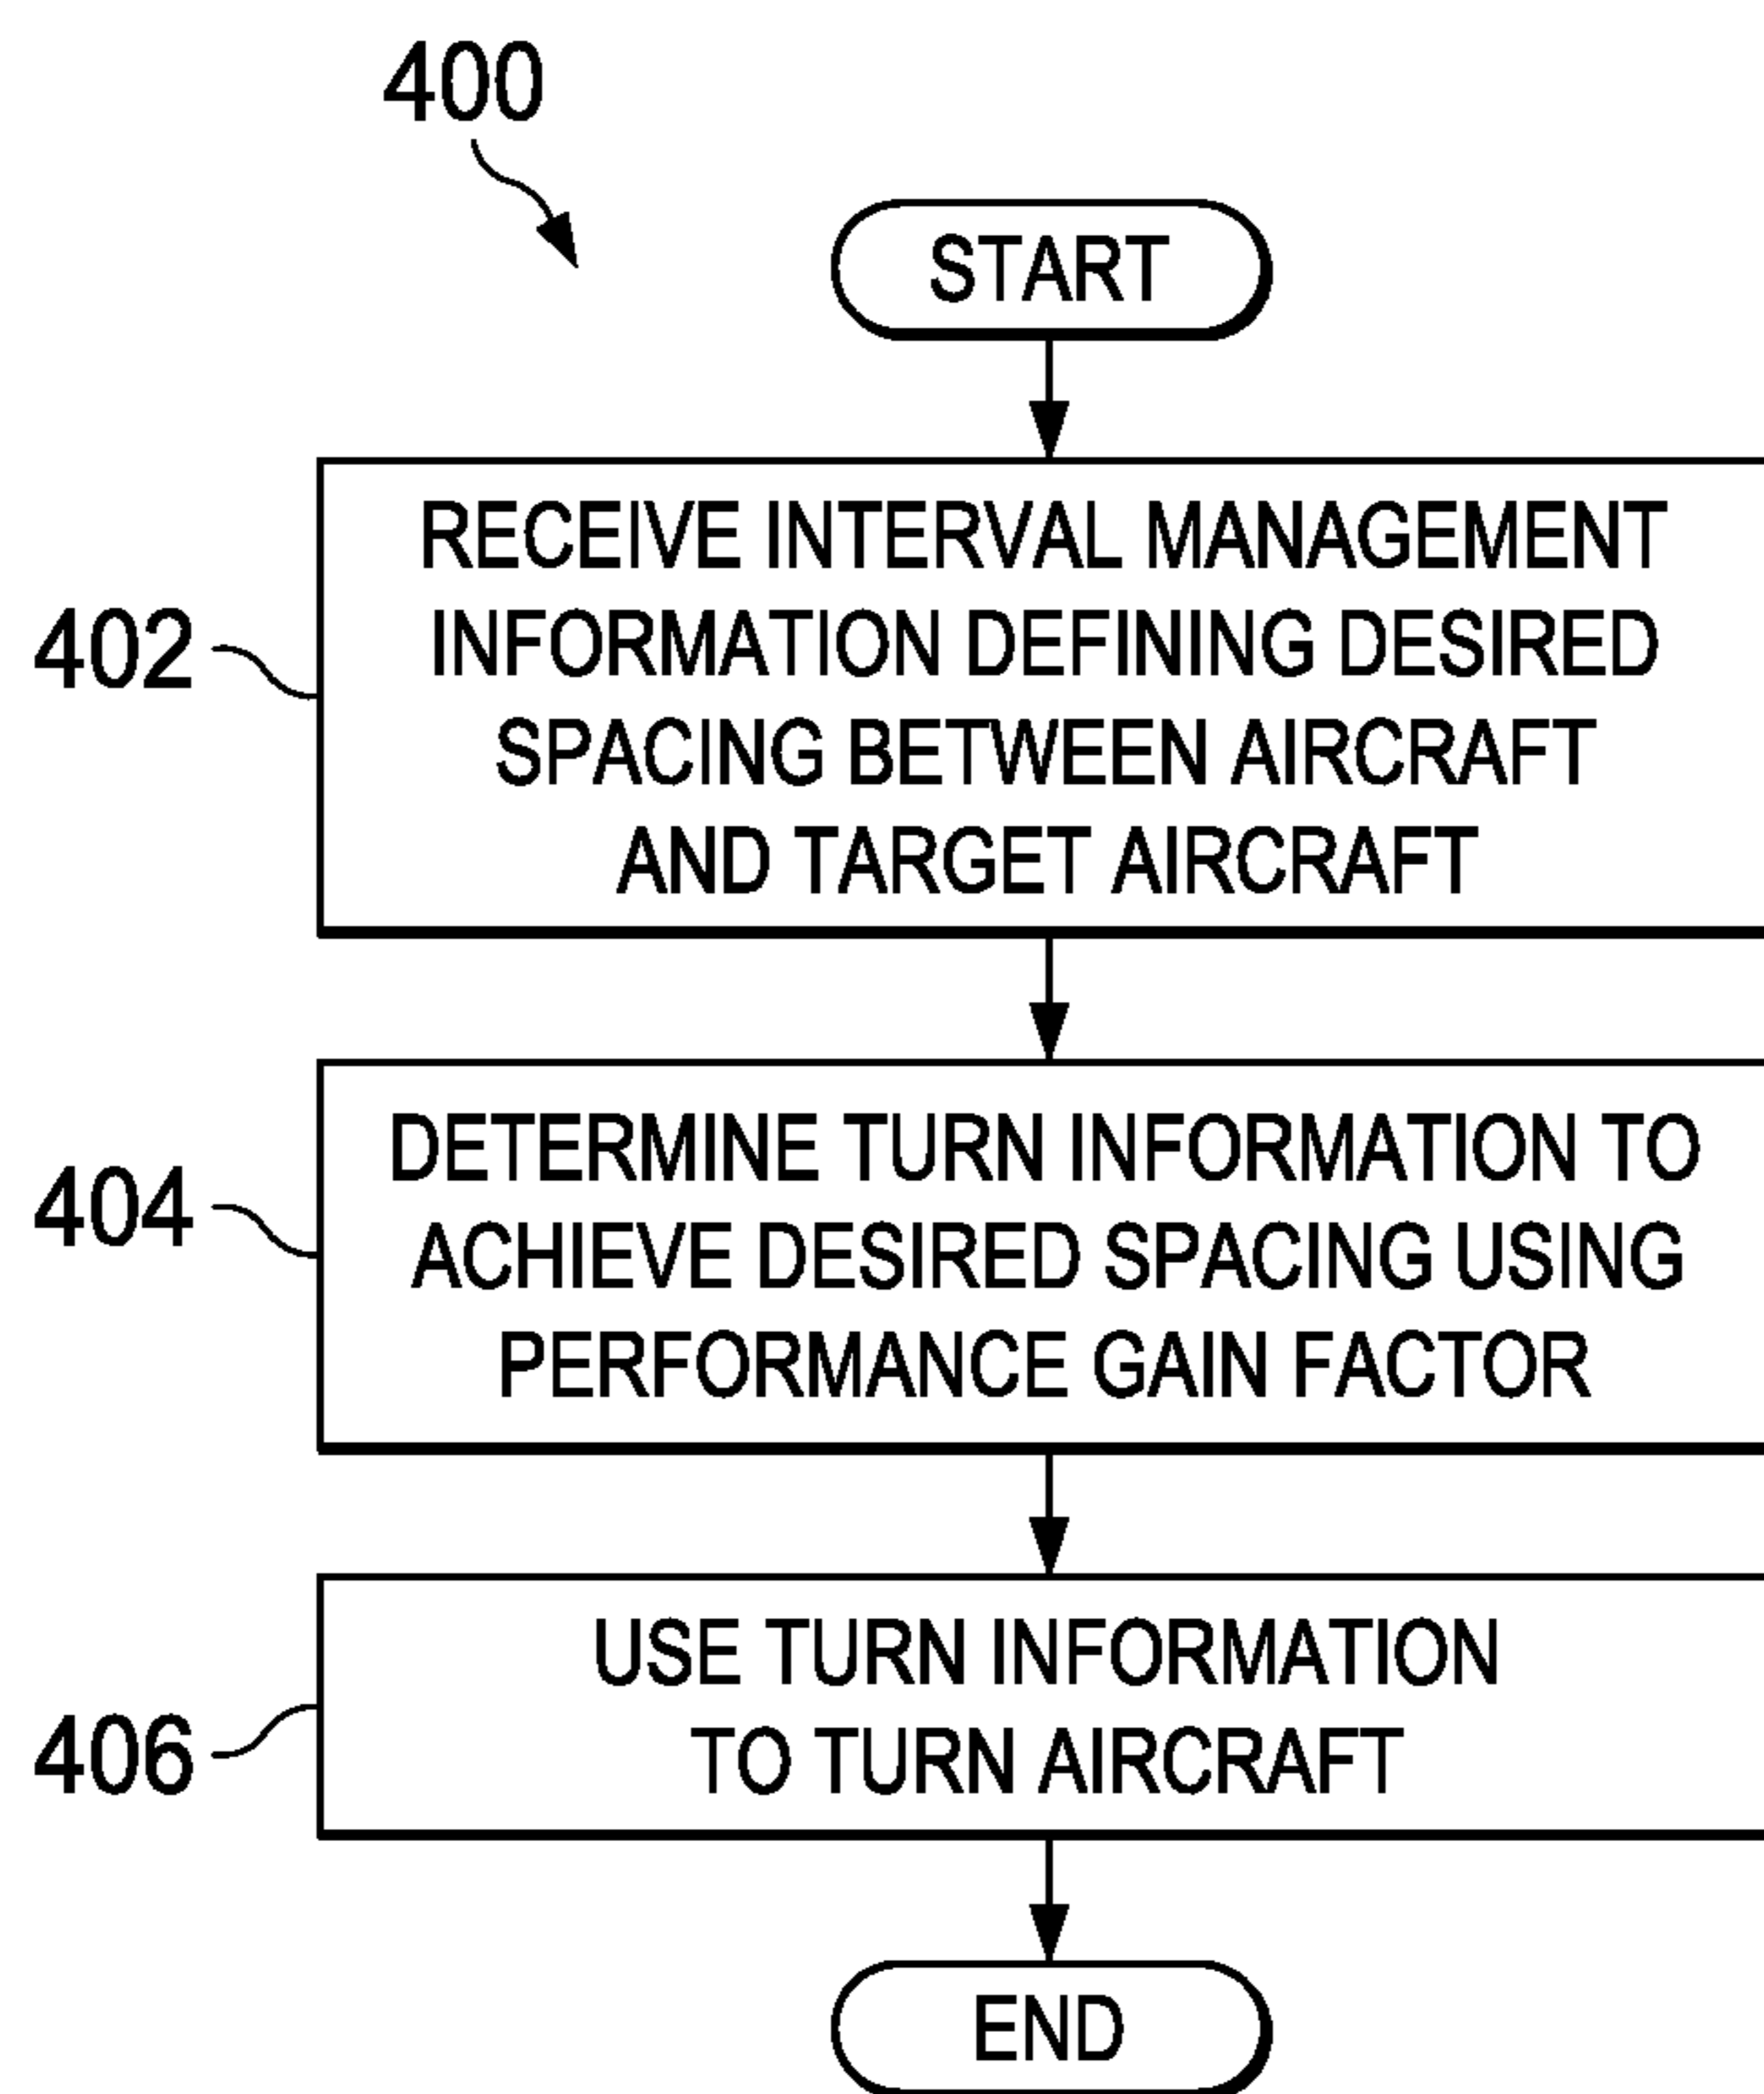 400
START
402
RECEIVE INTERVAL MANAGEMENT
INFORMATION DEFINING DESIRED
SPACING BETWEEN AIRCRAFT
AND TARGET AIRCRAFT
404
DETERMINE TURN INFORMATION TO
ACHIEVE DESIRED SPACING USING
PERFORMANCE GAIN FACTOR
406
USE TURN INFORMATION
TO TURN AIRCRAFT
END